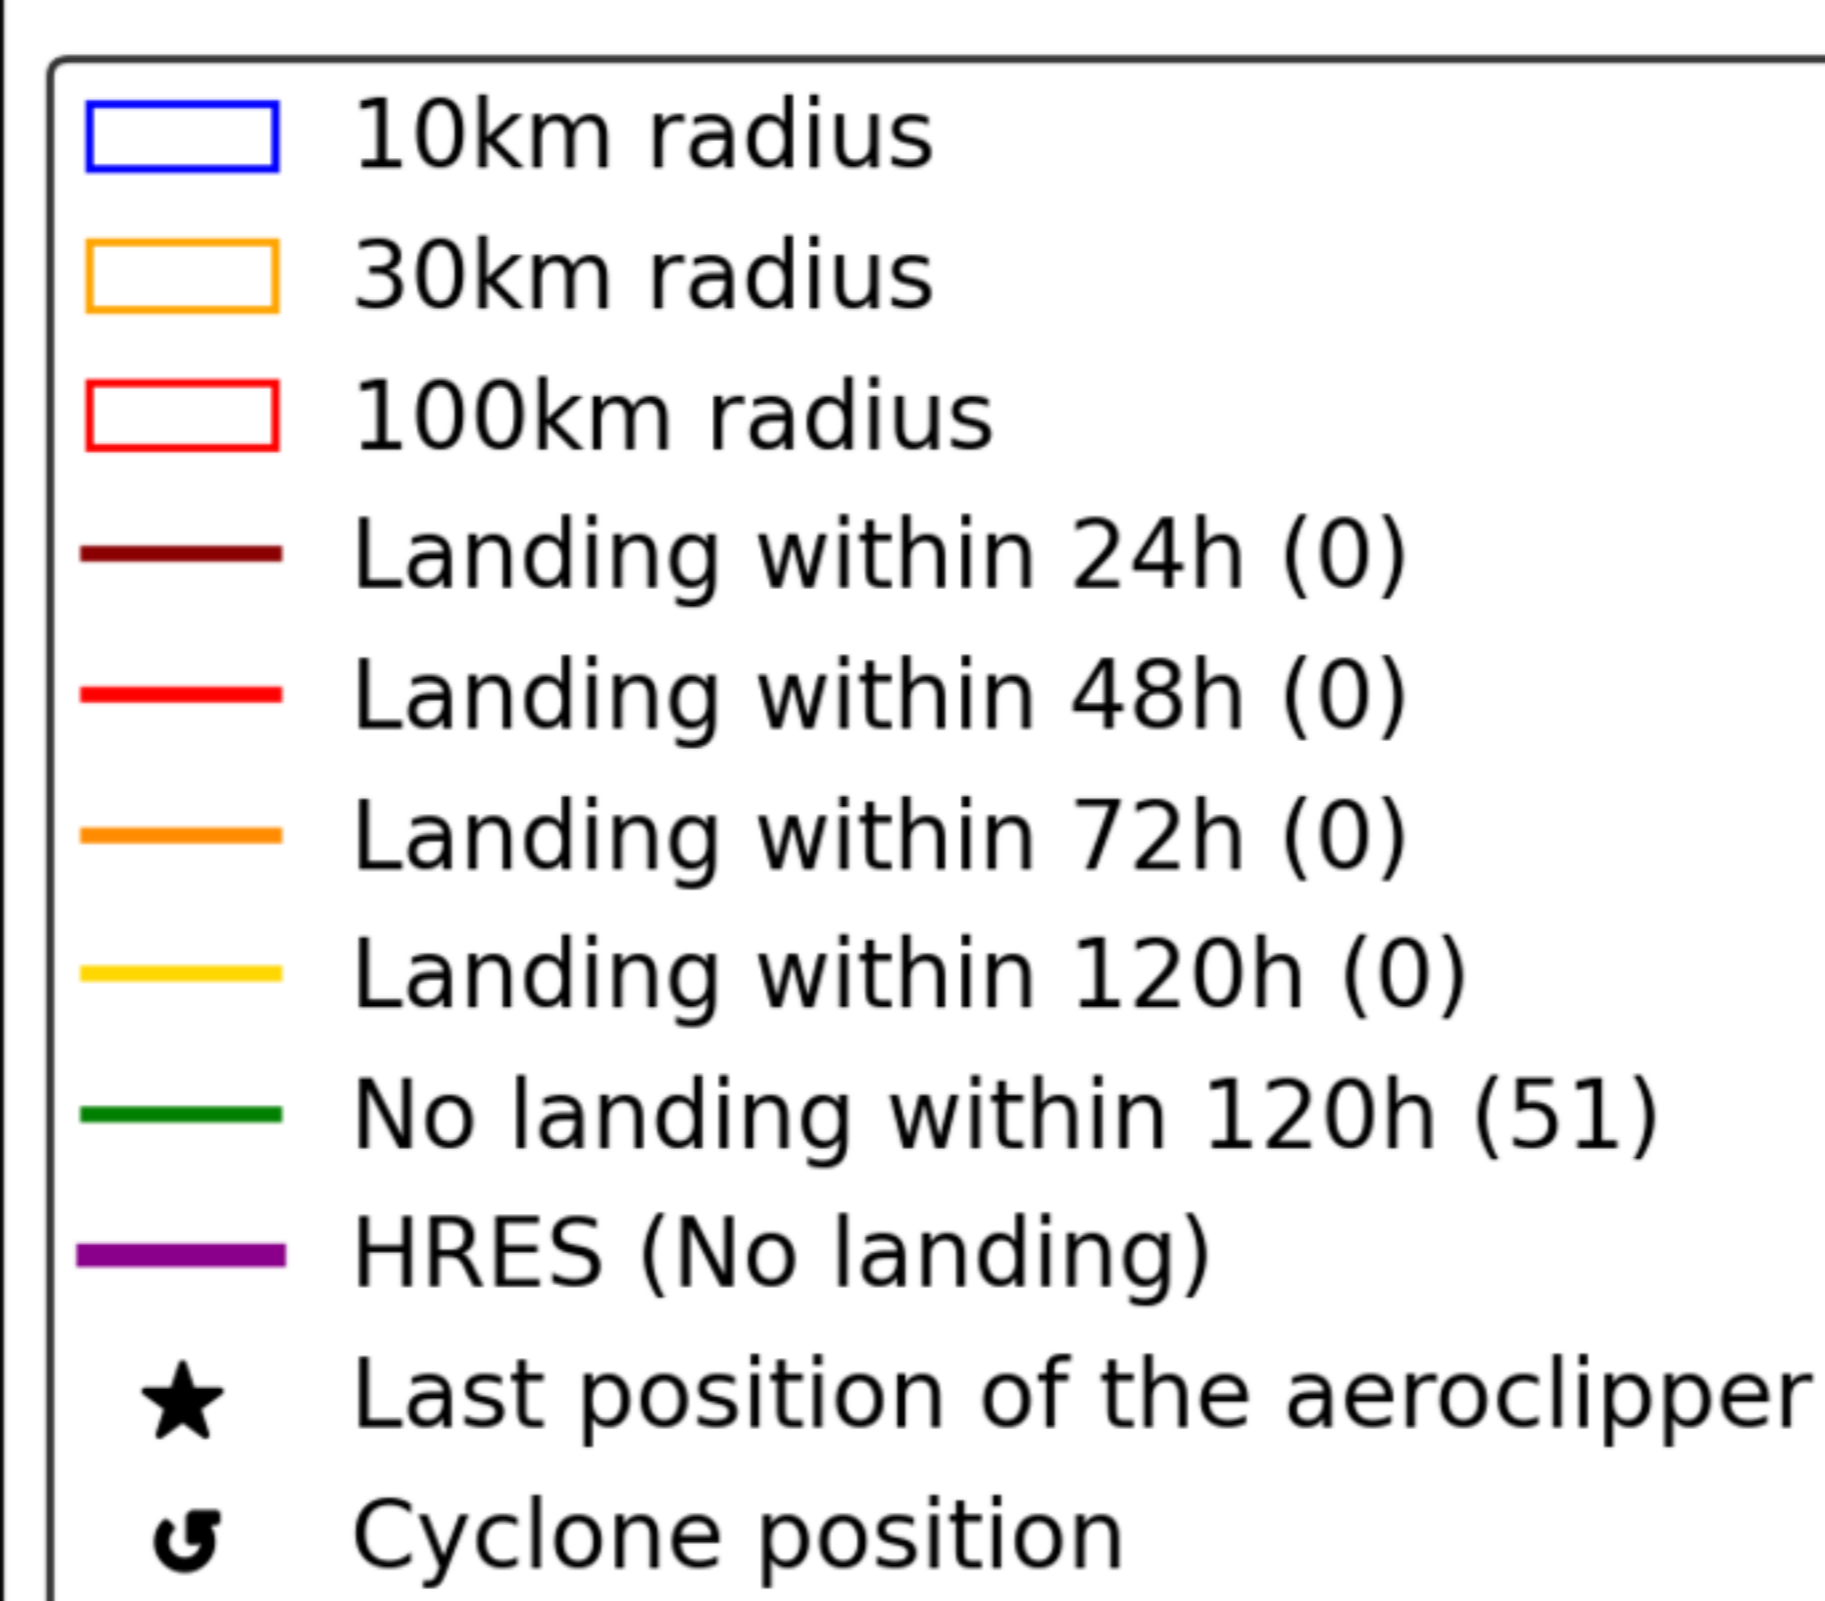 10km radius
30km radius
100km radius
Landing within 24h (0)
Landing within 48h (0)
Landing within 72h (0)
Landing within 120h (0)
No landing within 120h (51)
HRES (No landing)
Last position of the aeroclipper
Cyclone position